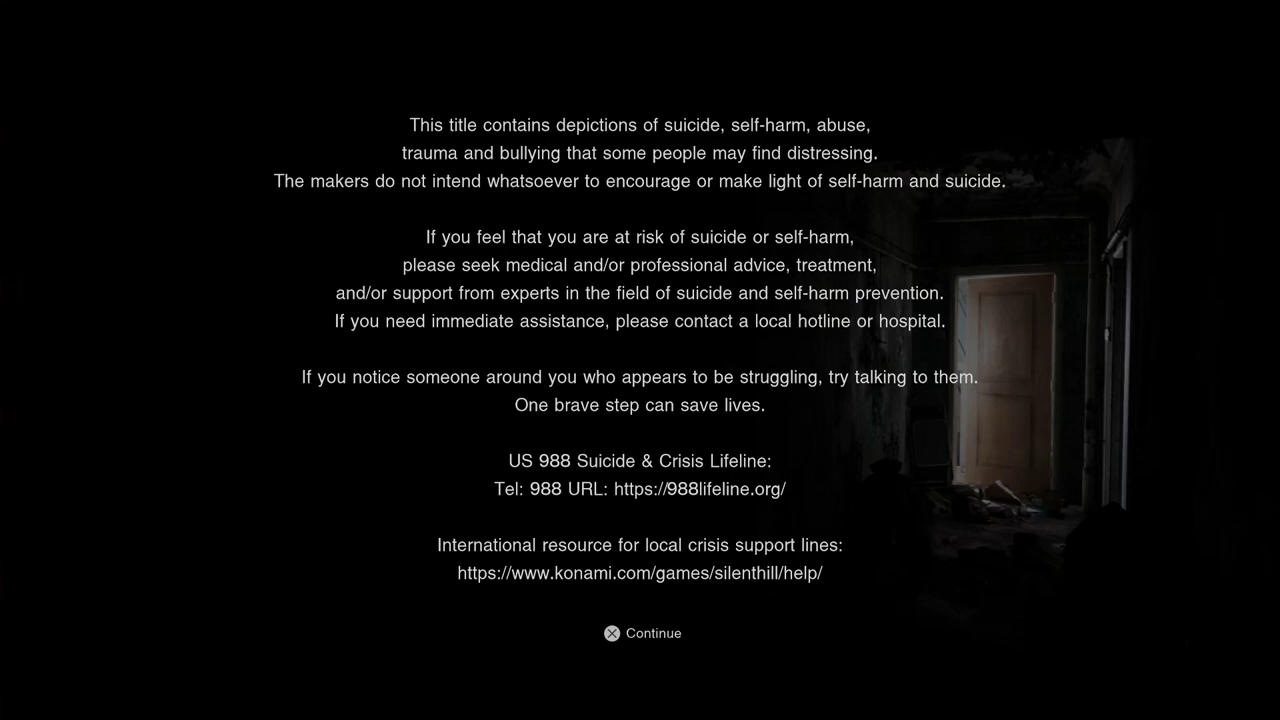 This title contains depictions of suicide, self-harm, abuse,
trauma and bullying that some people may find distressing.
The makers do not intend whatsoever to encourage or make light of self-harm and suicide.
If you feel that you are at risk of suicide or self-harm,
please seek medical and/or professional advice, treatment,
and/or support from experts in the field of suicide and self-harm prevention.
If you need immediate assistance, please contact a local hotline or hospital.
If you notice someone around you who appears to be struggling, try talking to them.
One brave step can save lives.
US 988 Suicide & Crisis Lifeline:
Tel: 988 URL: https://988lifeline.org/
International resource for local crisis support lines:
https://www.konami.com/games/silenthill/help/
Continue